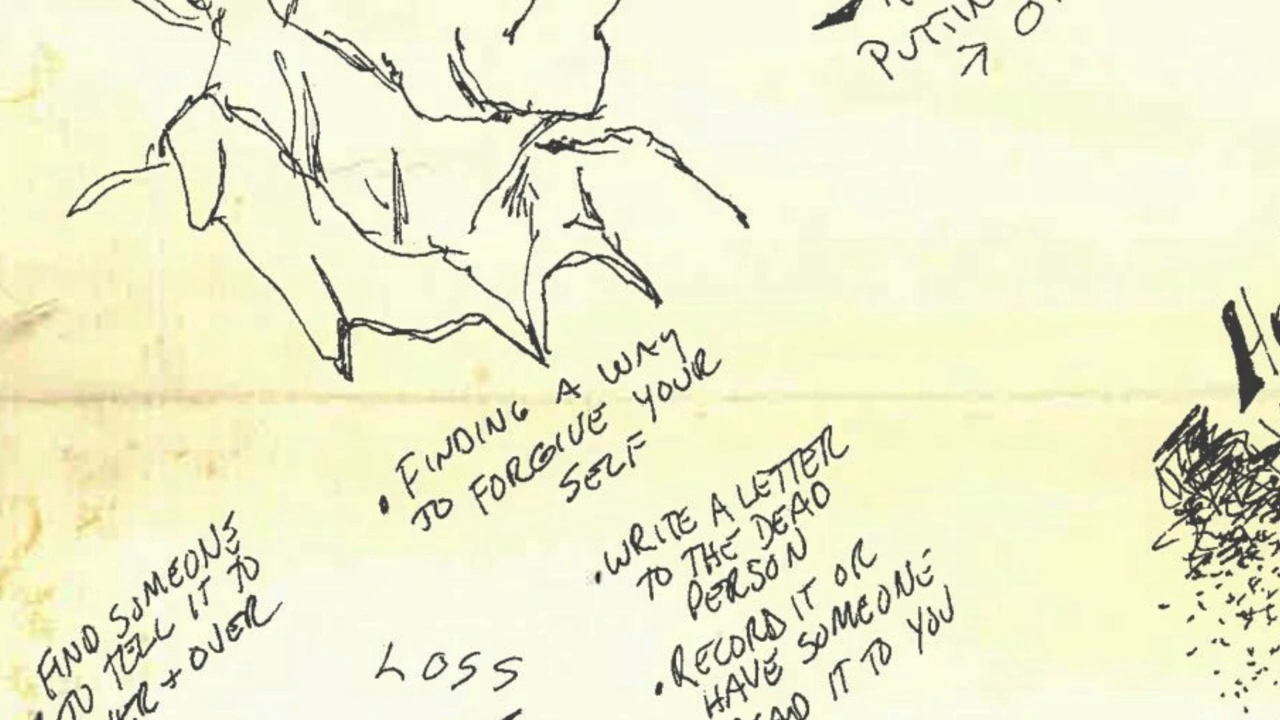 FINDING A WAY
TO FORGIVE YOUR
SELF
WRITE A LETTER
TO THE DEAD
PERSON
RECORD IT OR
HAVE SOMEONE
IT TO YOU
FIND SOMEONE
TO TELL IT TO
+ OVER
LOSS